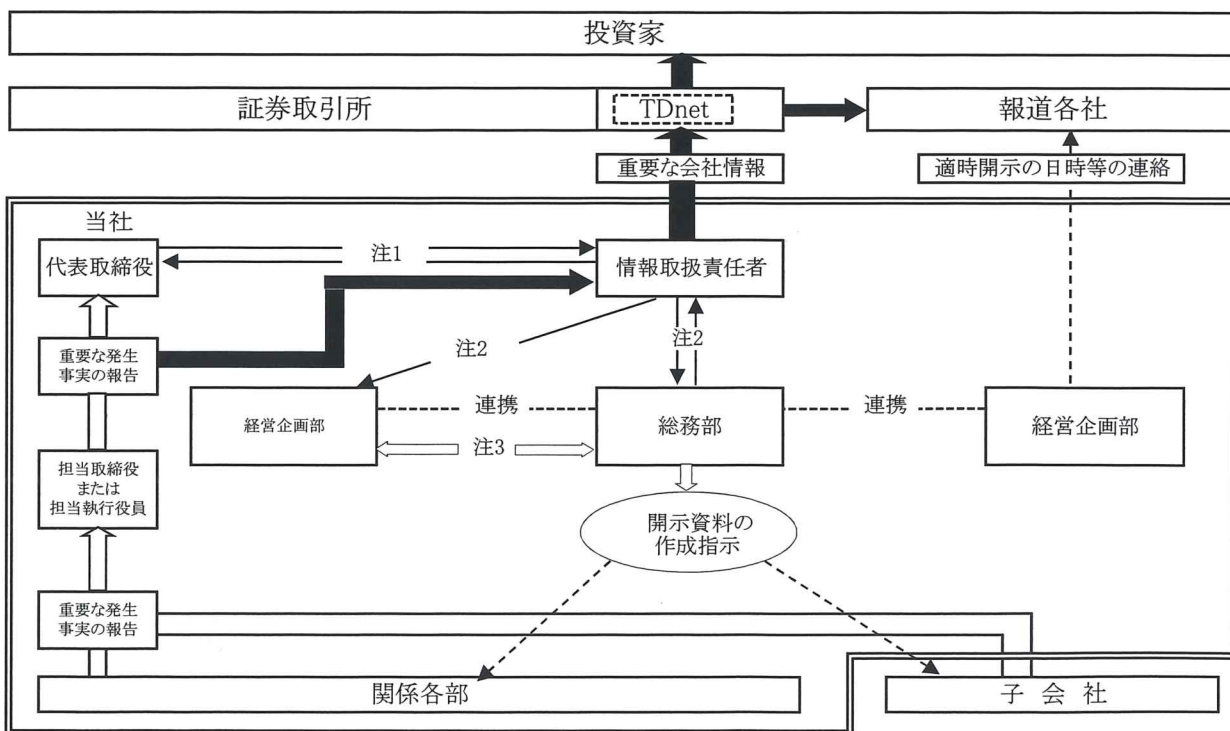 投資家
証券取引所
TDnet
報道各社
重要な会社情報
適時開示の日時等の連絡
当社
代表取締役
注1
情報取扱責任者
重要な発生
事実の報告
注2
注2
経営企画部
連携
総務部
連携
経営企画部
注3
担当取締役
または
担当執行役員
開示資料の
作成指示
重要な発生
事実の報告
関係各部
子 会 社